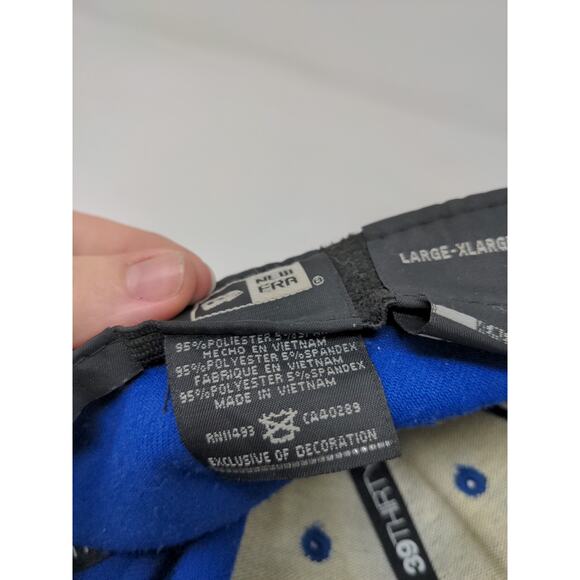 NEW
ERA
®
LARGE-XLARGE
95%POLIESTER 5%SPAN
HECHO EN VIETNAM
95%POLYESTER 5%SPANDEX
FABRIQUE EN VIETNAM
95%POLYESTER 5%SPANDEX
MADE IN VIETNAM
RN11493 CA40289
EXCLUSIVE OF DECORATION
39THIRTY